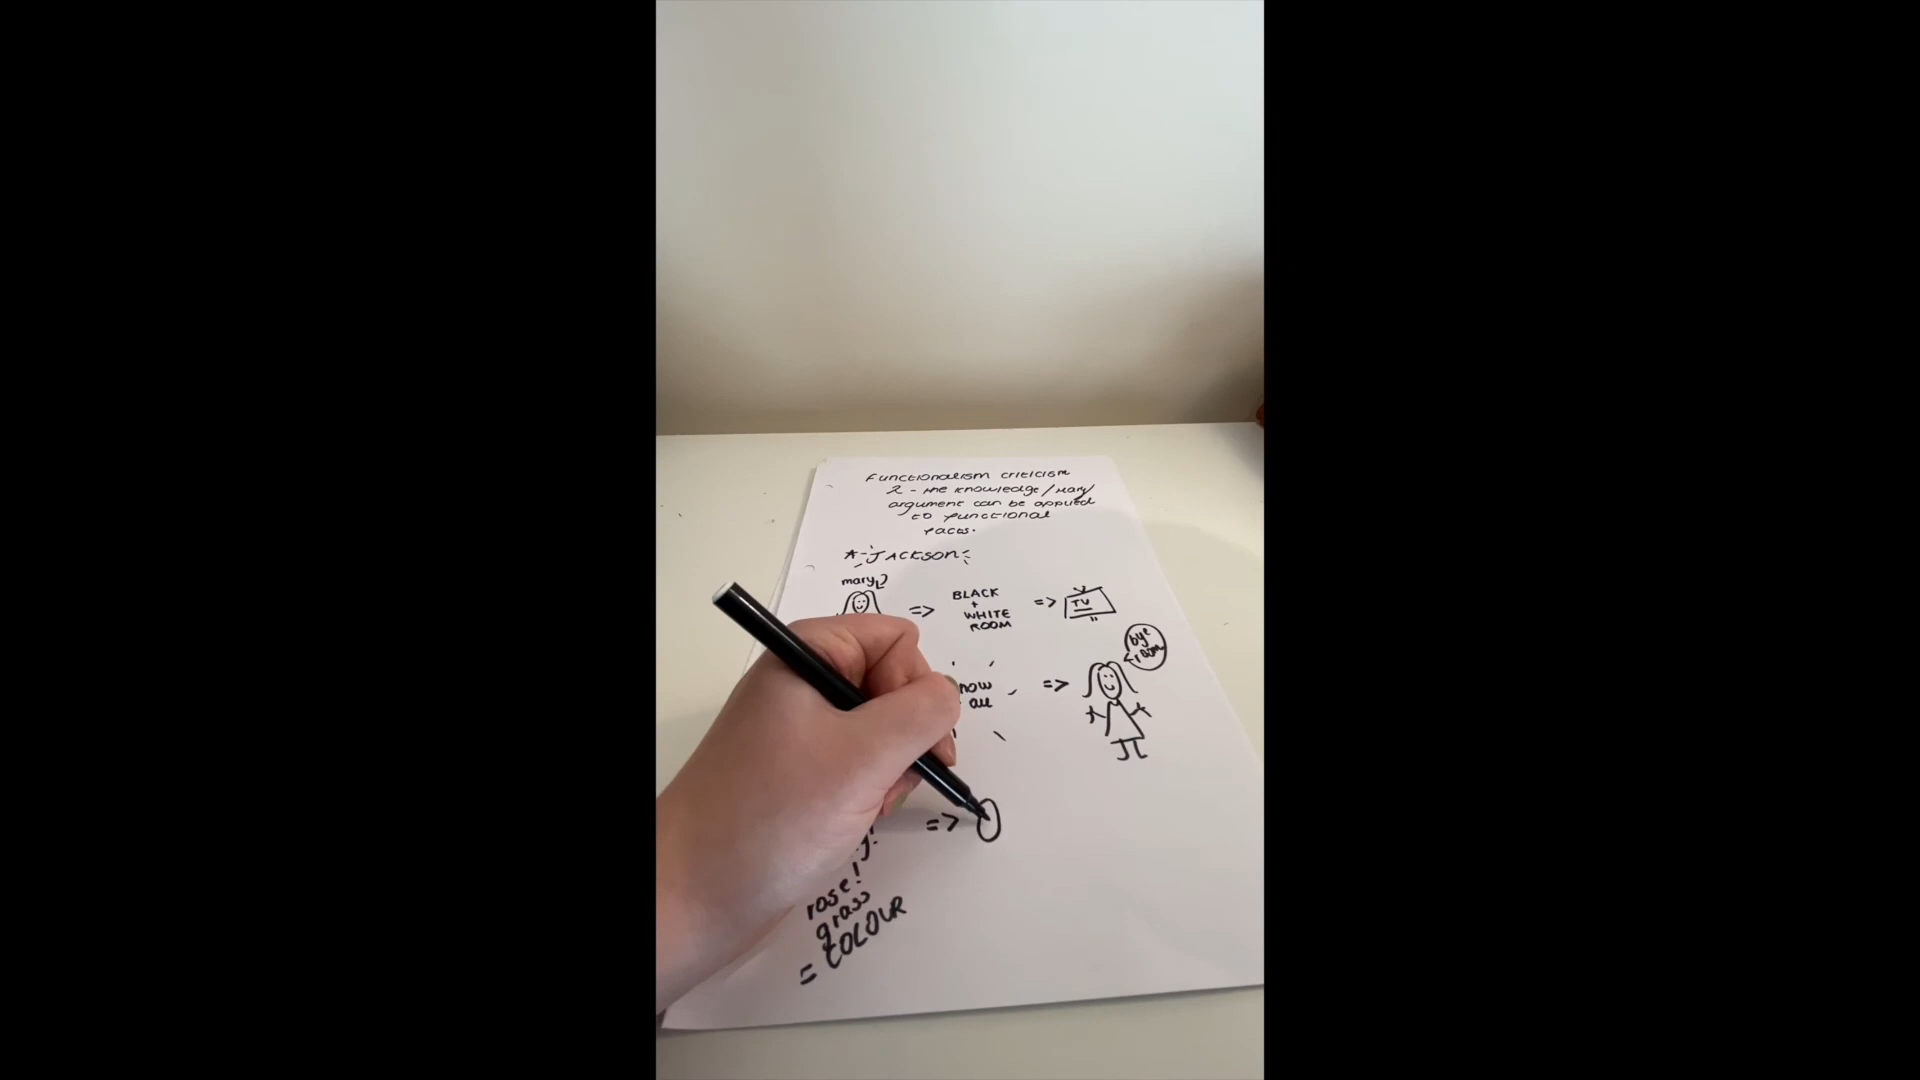 Functionalism criticism
2 - the knowledge/Mary
argument can be applied
to functional
facts.
* JACKSON
mary
BLACK
+
WHITE
ROOM
=> 
=> TV
now
all
=>
bye
room
=>
rose!
grass
= COLOUR